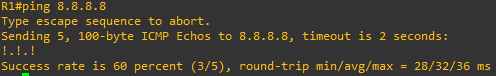 R1#ping 8.8.8.8
Type escape sequence to abort.
Sending 5, 100-byte ICMP Echos to 8.8.8.8, timeout is 2 seconds:
!.!.!
Success rate is 60 percent (3/5), round-trip min/avg/max = 28/32/36 ms